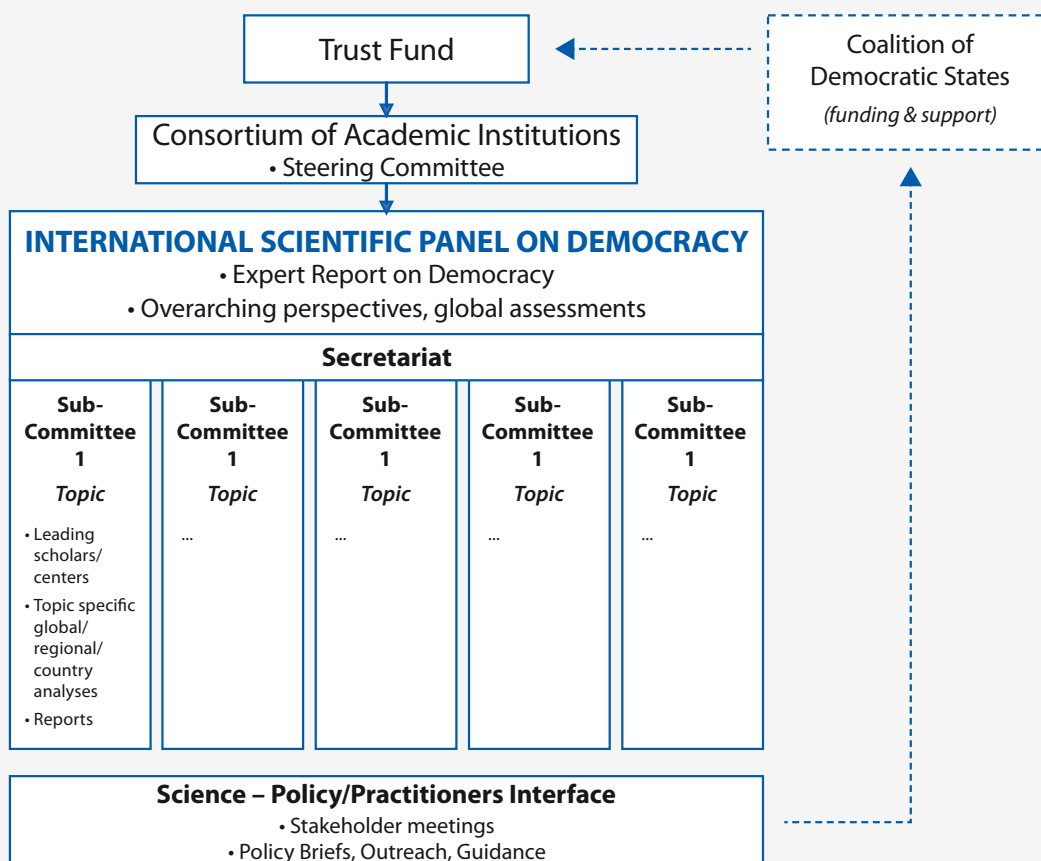 Trust Fund
Coalition of
Democratic States
(funding & support)
Consortium of Academic Institutions
• Steering Committee
INTERNATIONAL SCIENTIFIC PANEL ON DEMOCRACY
• Expert Report on Democracy
• Overarching perspectives, global assessments
Secretariat
Sub-
Committee
1
Topic
• Leading
scholars/
centers
• Topic specific
global/
regional/
country
analyses
• Reports
Sub-
Committee
1
Topic
...
Sub-
Committee
1
Topic
...
Sub-
Committee
1
Topic
...
Sub-
Committee
1
Topic
...
Science – Policy/Practitioners Interface
• Stakeholder meetings
• Policy Briefs, Outreach, Guidance